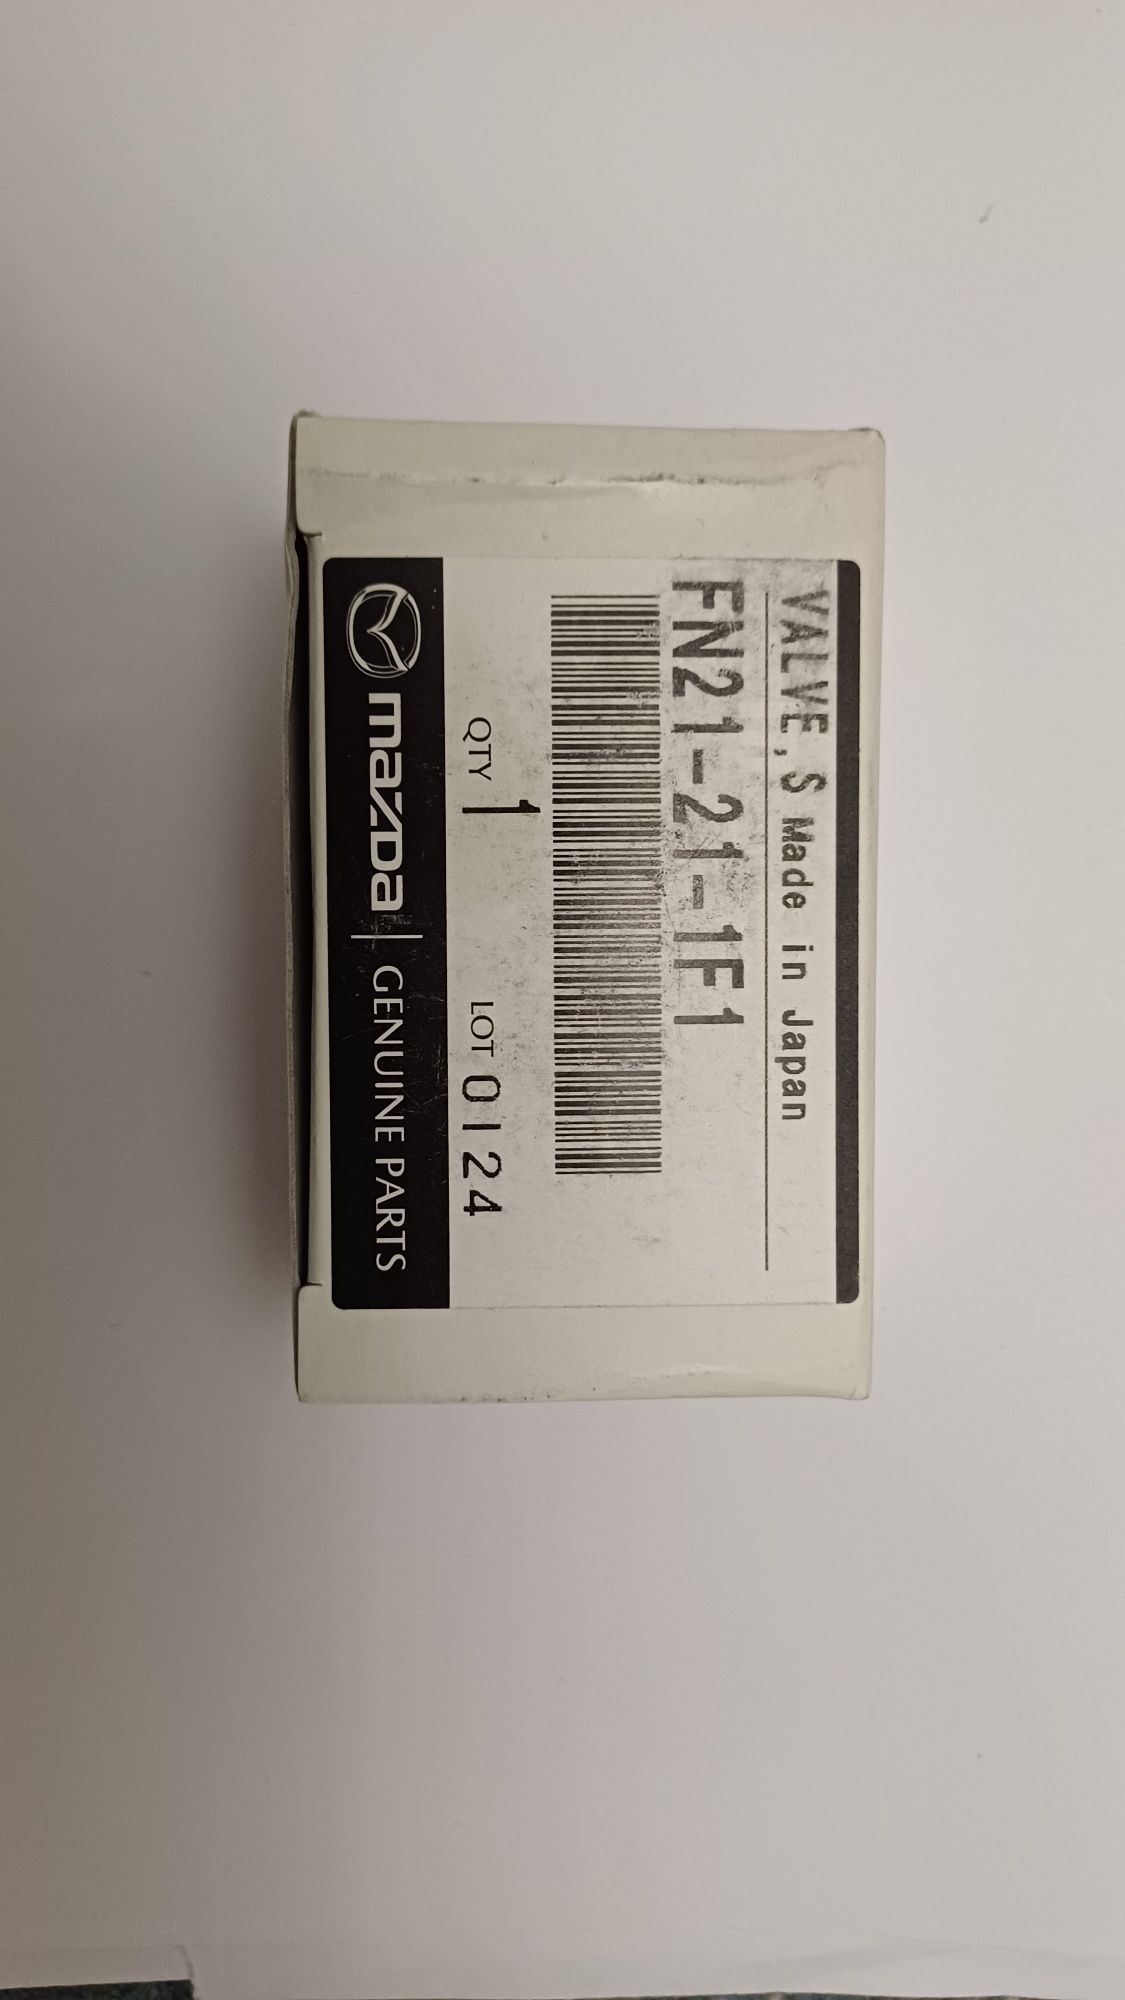 VALVE,S Made in Japan
FN21-21-1F1
QTY 1 LOT 0124
mazda | GENUINE PARTS